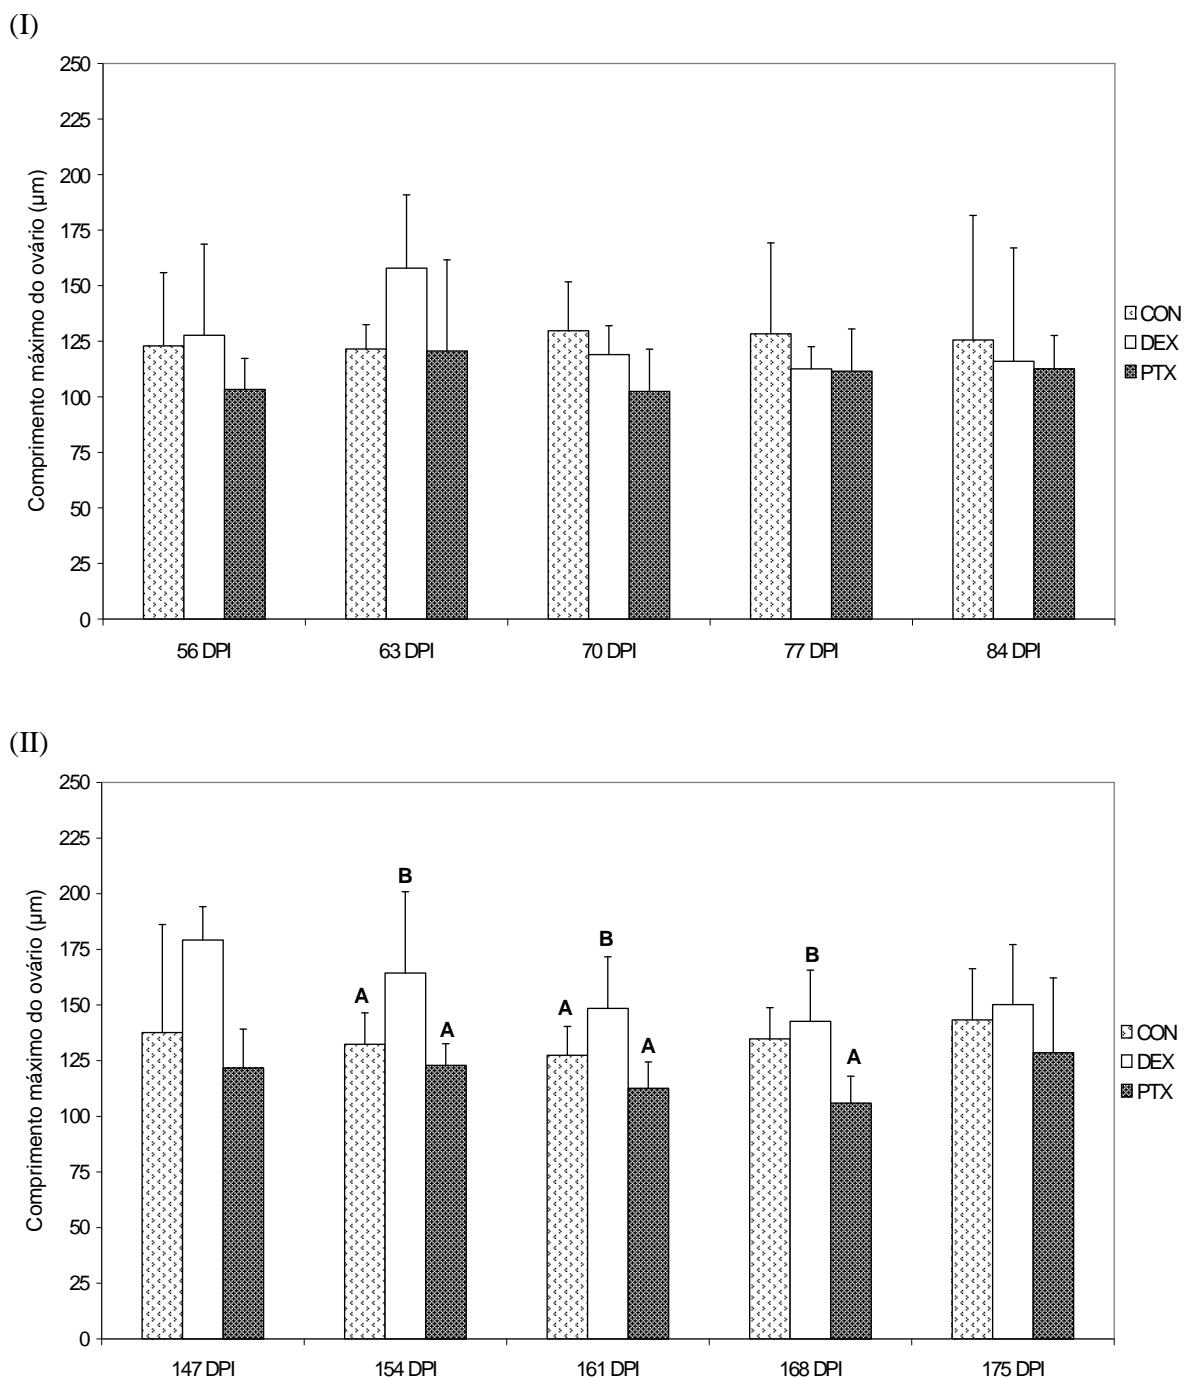 (I)
250
225
200
175
150
125
100
75
50
25
0
Comprimento máximo do ovário (µm)
56 DPI
63 DPI
70 DPI
77 DPI
84 DPI
CON
DEX
PTX
(II)
250
225
200
175
150
125
100
75
50
25
0
Comprimento máximo do ovário (µm)
A
B
A
A
B
A
B
A
147 DPI
154 DPI
161 DPI
168 DPI
175 DPI
CON
DEX
PTX